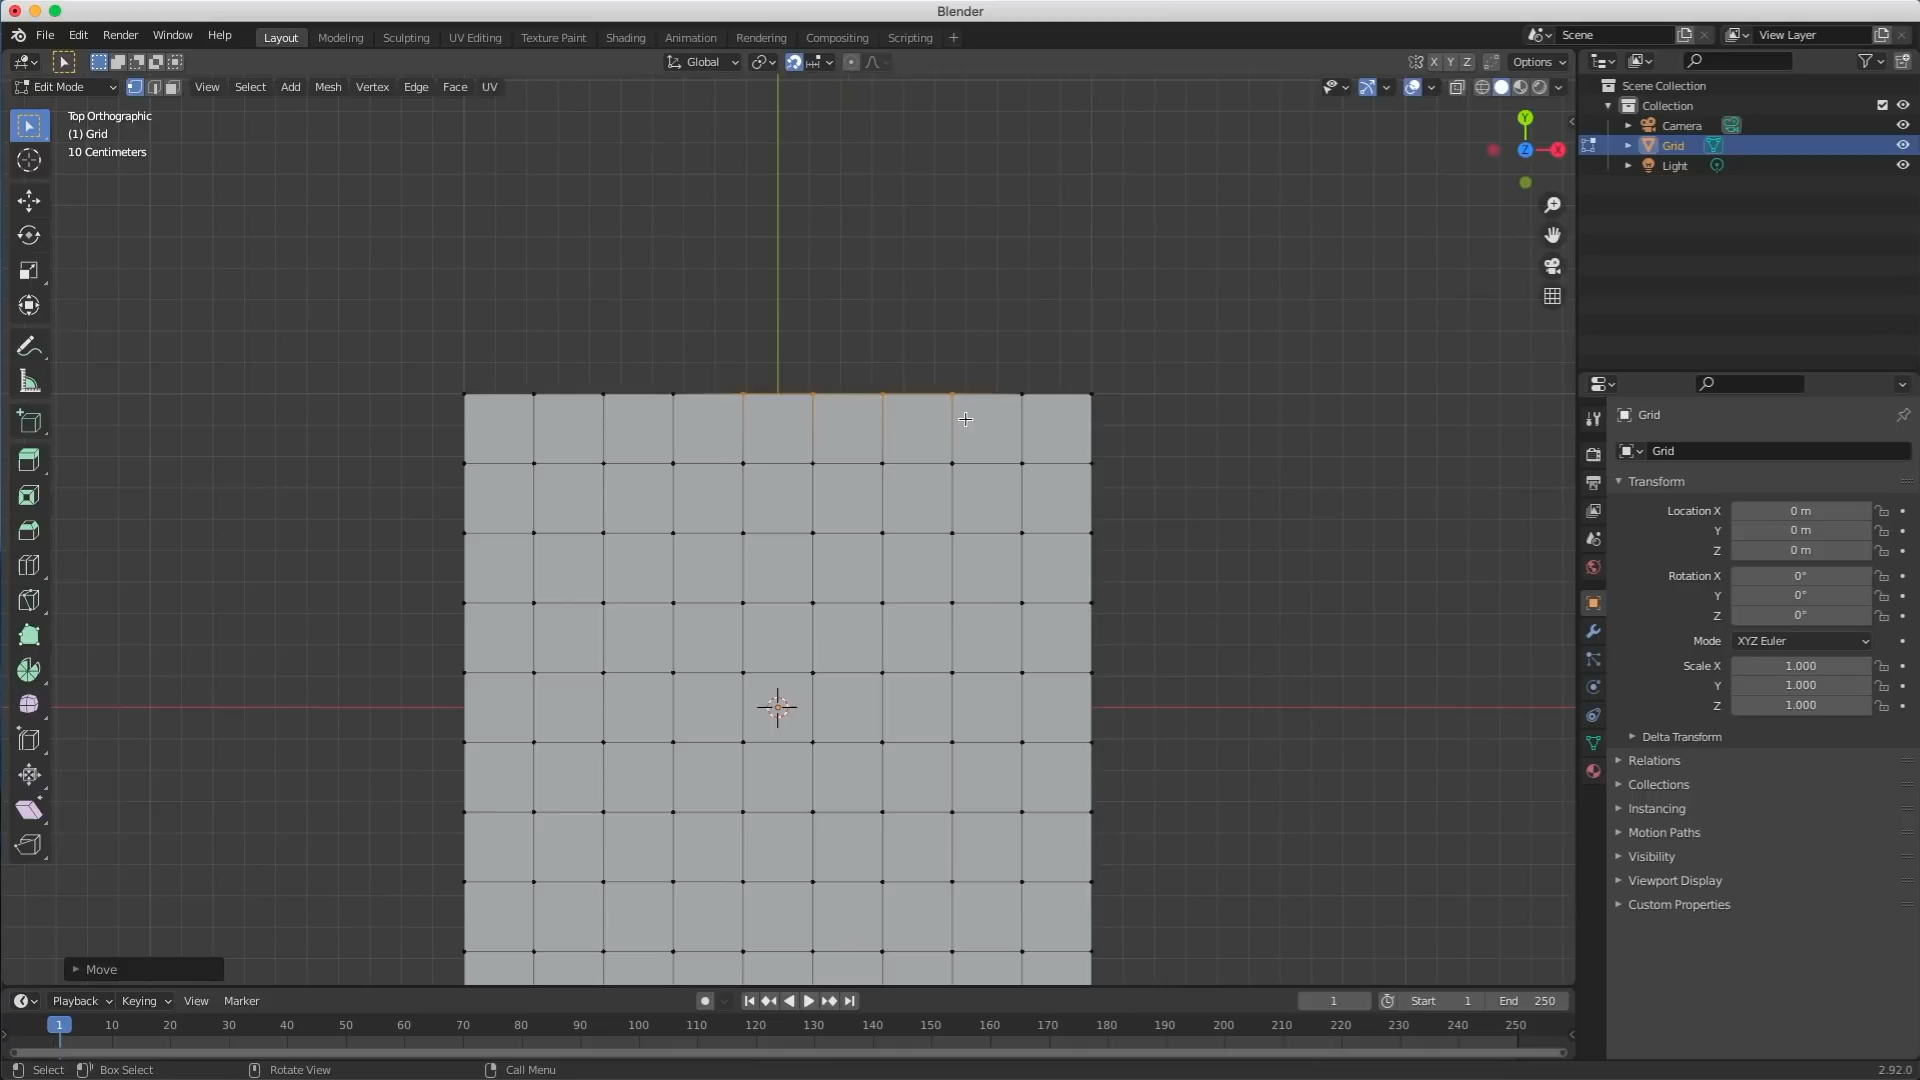 Blender
File Edit Render Window Help
Layout Modeling Sculpting UV Editing Texture Paint Shading Animation Rendering Compositing Scripting +
Scene
View Layer
Global
X Y Z
Options
Edit Mode
View Select Add Mesh Vertex Edge Face UV
Top Orthographic
(1) Grid
10 Centimeters
Y
Z
X
Scene Collection
Collection
Camera
Grid
Light
Grid
Grid
Transform
Location X 0 m
Y 0 m
Z 0 m
Rotation X 0°
Y 0°
Z 0°
Mode XYZ Euler
Scale X 1.000
Y 1.000
Z 1.000
Delta Transform
Relations
Collections
Instancing
Motion Paths
Visibility
Viewport Display
Custom Properties
Move
Playback Keying View Marker
1
Start 1
End 250
1 10 20 30 40 50 60 70 80 90 100 110 120 130 140 150 160 170 180 190 200 210 220 230 240 250
Select
Box Select
Rotate View
Call Menu
2.92.0